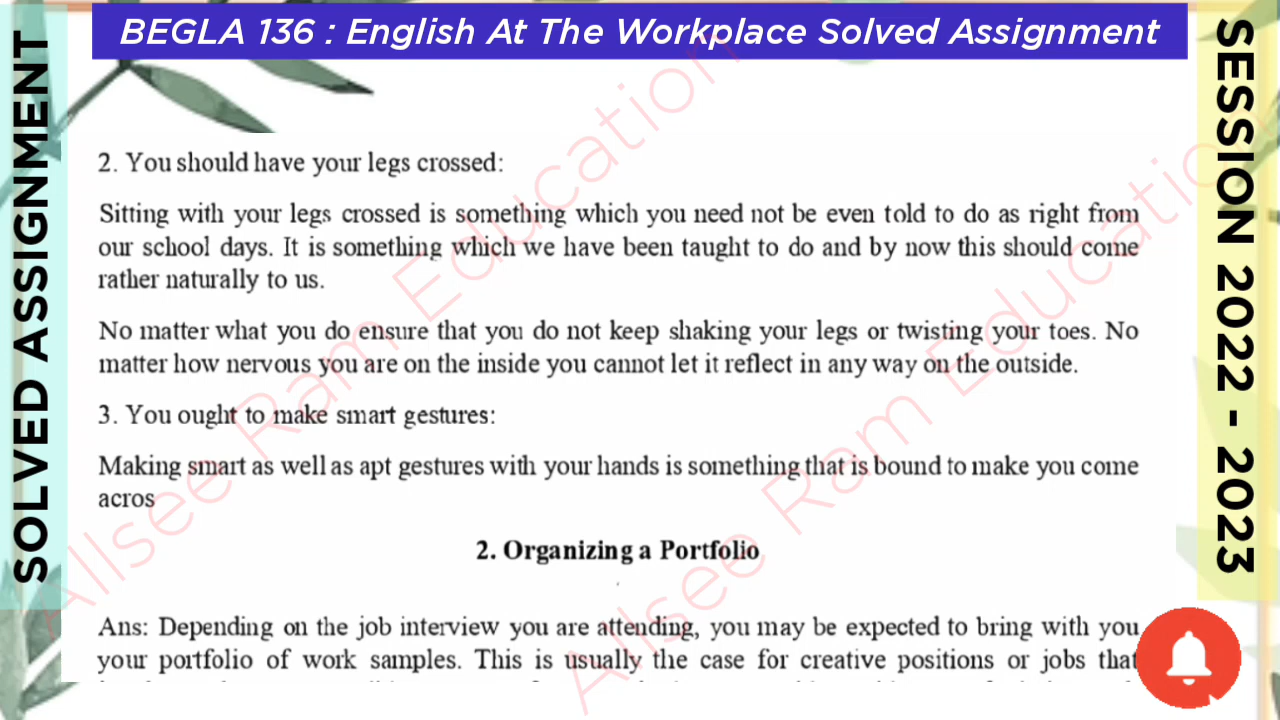 BEGLA 136 : English At The Workplace Solved Assignment
SOLVED ASSIGNMENT
SESSION 2022 - 2023
2. You should have your legs crossed:
Sitting with your legs crossed is something which you need not be even told to do as right from
our school days. It is something which we have been taught to do and by now this should come
rather naturally to us.
No matter what you do ensure that you do not keep shaking your legs or twisting your toes. No
matter how nervous you are on the inside you cannot let it reflect in any way on the outside.
3. You ought to make smart gestures:
Making smart as well as apt gestures with your hands is something that is bound to make you come
acros
2. Organizing a Portfolio
Ans: Depending on the job interview you are attending, you may be expected to bring with you
your portfolio of work samples. This is usually the case for creative positions or jobs that
Allsee Ram Education
Allsee Ram Educatio